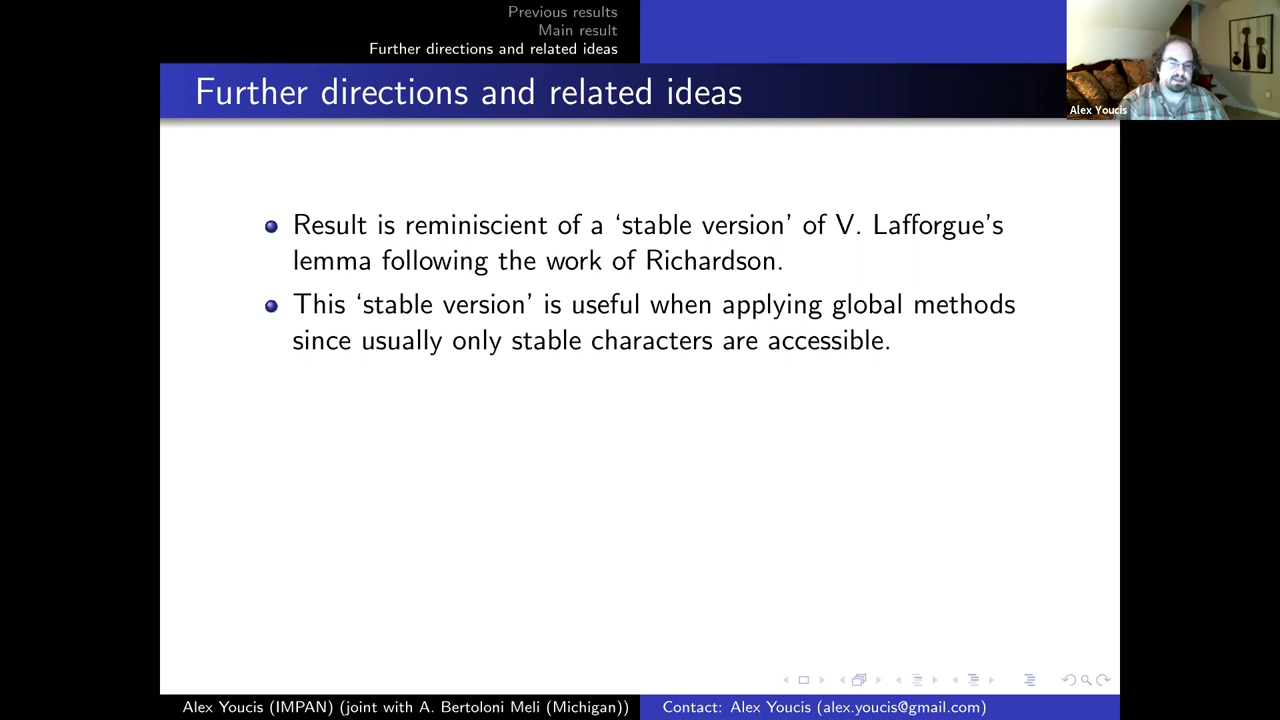 Previous results
Main result
Further directions and related ideas
Further directions and related ideas
Alex Youcis
Result is reminiscent of a ‘stable version’ of V. Lafforgue’s
lemma following the work of Richardson.
This ‘stable version’ is useful when applying global methods
since usually only stable characters are accessible.
Alex Youcis (IMPAN) (joint with A. Bertoloni Meli (Michigan))
Contact: Alex Youcis (alex.youcis@gmail.com)